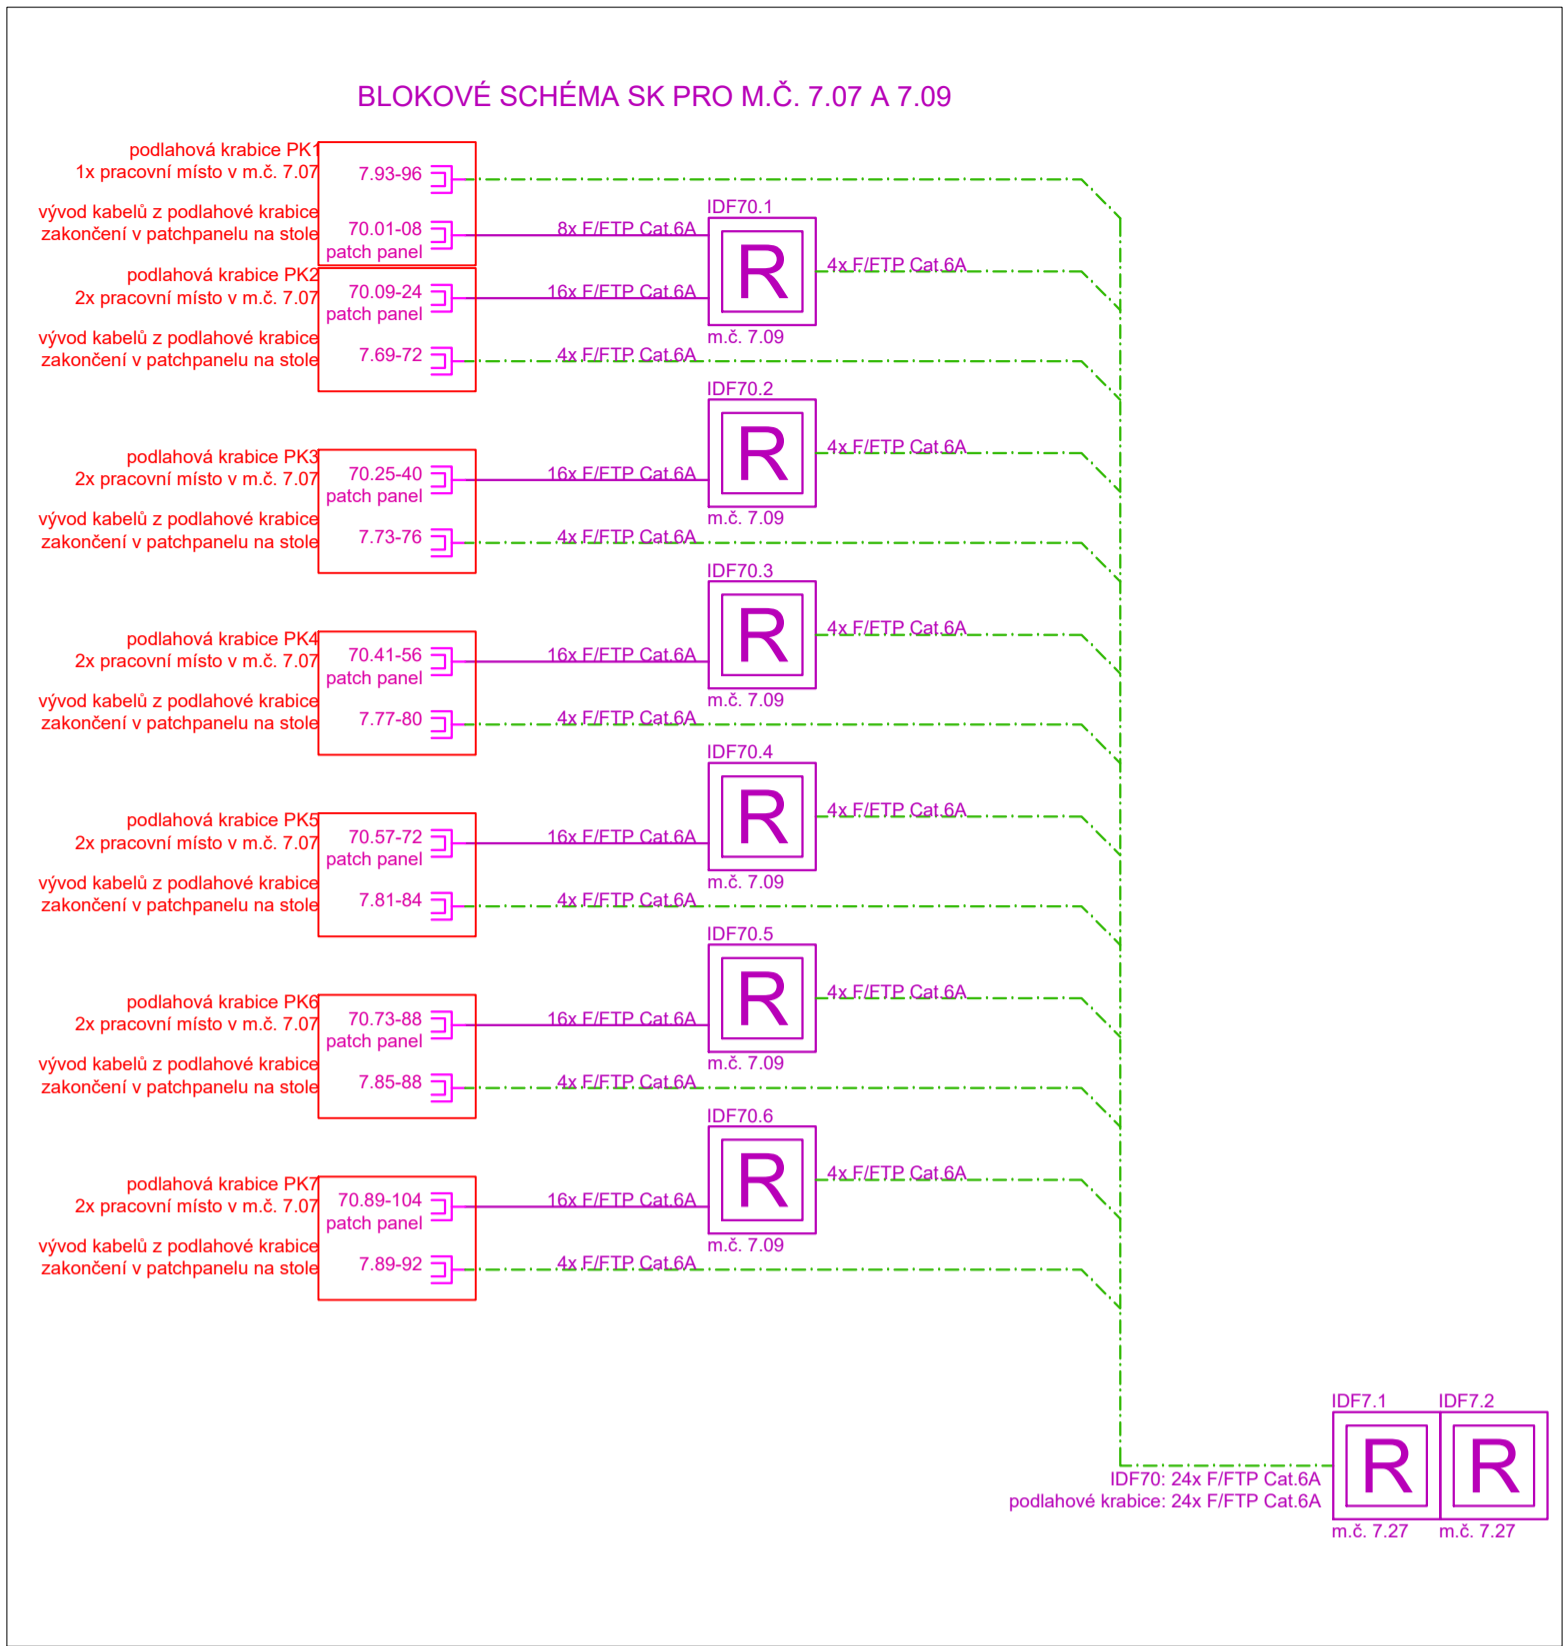 BLOKOVÉ SCHÉMA SK PRO M.Č. 7.07 A 7.09
podlahová krabice PK1
1x pracovní místo v m.č. 7.07
7.93-96
vývod kabelů z podlahové krabice
zakončení v patchpanelu na stole
70.01-08
patch panel
8x F/FTP Cat.6A
IDF70.1
R
m.č. 7.09
4x F/FTP Cat.6A
podlahová krabice PK2
2x pracovní místo v m.č. 7.07
70.09-24
patch panel
16x F/FTP Cat.6A
vývod kabelů z podlahové krabice
zakončení v patchpanelu na stole
7.69-72
4x F/FTP Cat.6A
IDF70.2
R
m.č. 7.09
4x F/FTP Cat.6A
podlahová krabice PK3
2x pracovní místo v m.č. 7.07
70.25-40
patch panel
16x F/FTP Cat.6A
vývod kabelů z podlahové krabice
zakončení v patchpanelu na stole
7.73-76
4x F/FTP Cat.6A
IDF70.3
R
m.č. 7.09
4x F/FTP Cat.6A
podlahová krabice PK4
2x pracovní místo v m.č. 7.07
70.41-56
patch panel
16x F/FTP Cat.6A
vývod kabelů z podlahové krabice
zakončení v patchpanelu na stole
7.77-80
4x F/FTP Cat.6A
IDF70.4
R
m.č. 7.09
4x F/FTP Cat.6A
podlahová krabice PK5
2x pracovní místo v m.č. 7.07
70.57-72
patch panel
16x F/FTP Cat.6A
vývod kabelů z podlahové krabice
zakončení v patchpanelu na stole
7.81-84
4x F/FTP Cat.6A
IDF70.5
R
m.č. 7.09
4x F/FTP Cat.6A
podlahová krabice PK6
2x pracovní místo v m.č. 7.07
70.73-88
patch panel
16x F/FTP Cat.6A
vývod kabelů z podlahové krabice
zakončení v patchpanelu na stole
7.85-88
4x F/FTP Cat.6A
IDF70.6
R
m.č. 7.09
4x F/FTP Cat.6A
podlahová krabice PK7
2x pracovní místo v m.č. 7.07
70.89-104
patch panel
16x F/FTP Cat.6A
vývod kabelů z podlahové krabice
zakončení v patchpanelu na stole
7.89-92
4x F/FTP Cat.6A
IDF7.1
IDF7.2
R
R
IDF70: 24x F/FTP Cat.6A
podlahové krabice: 24x F/FTP Cat.6A
m.č. 7.27
m.č. 7.27